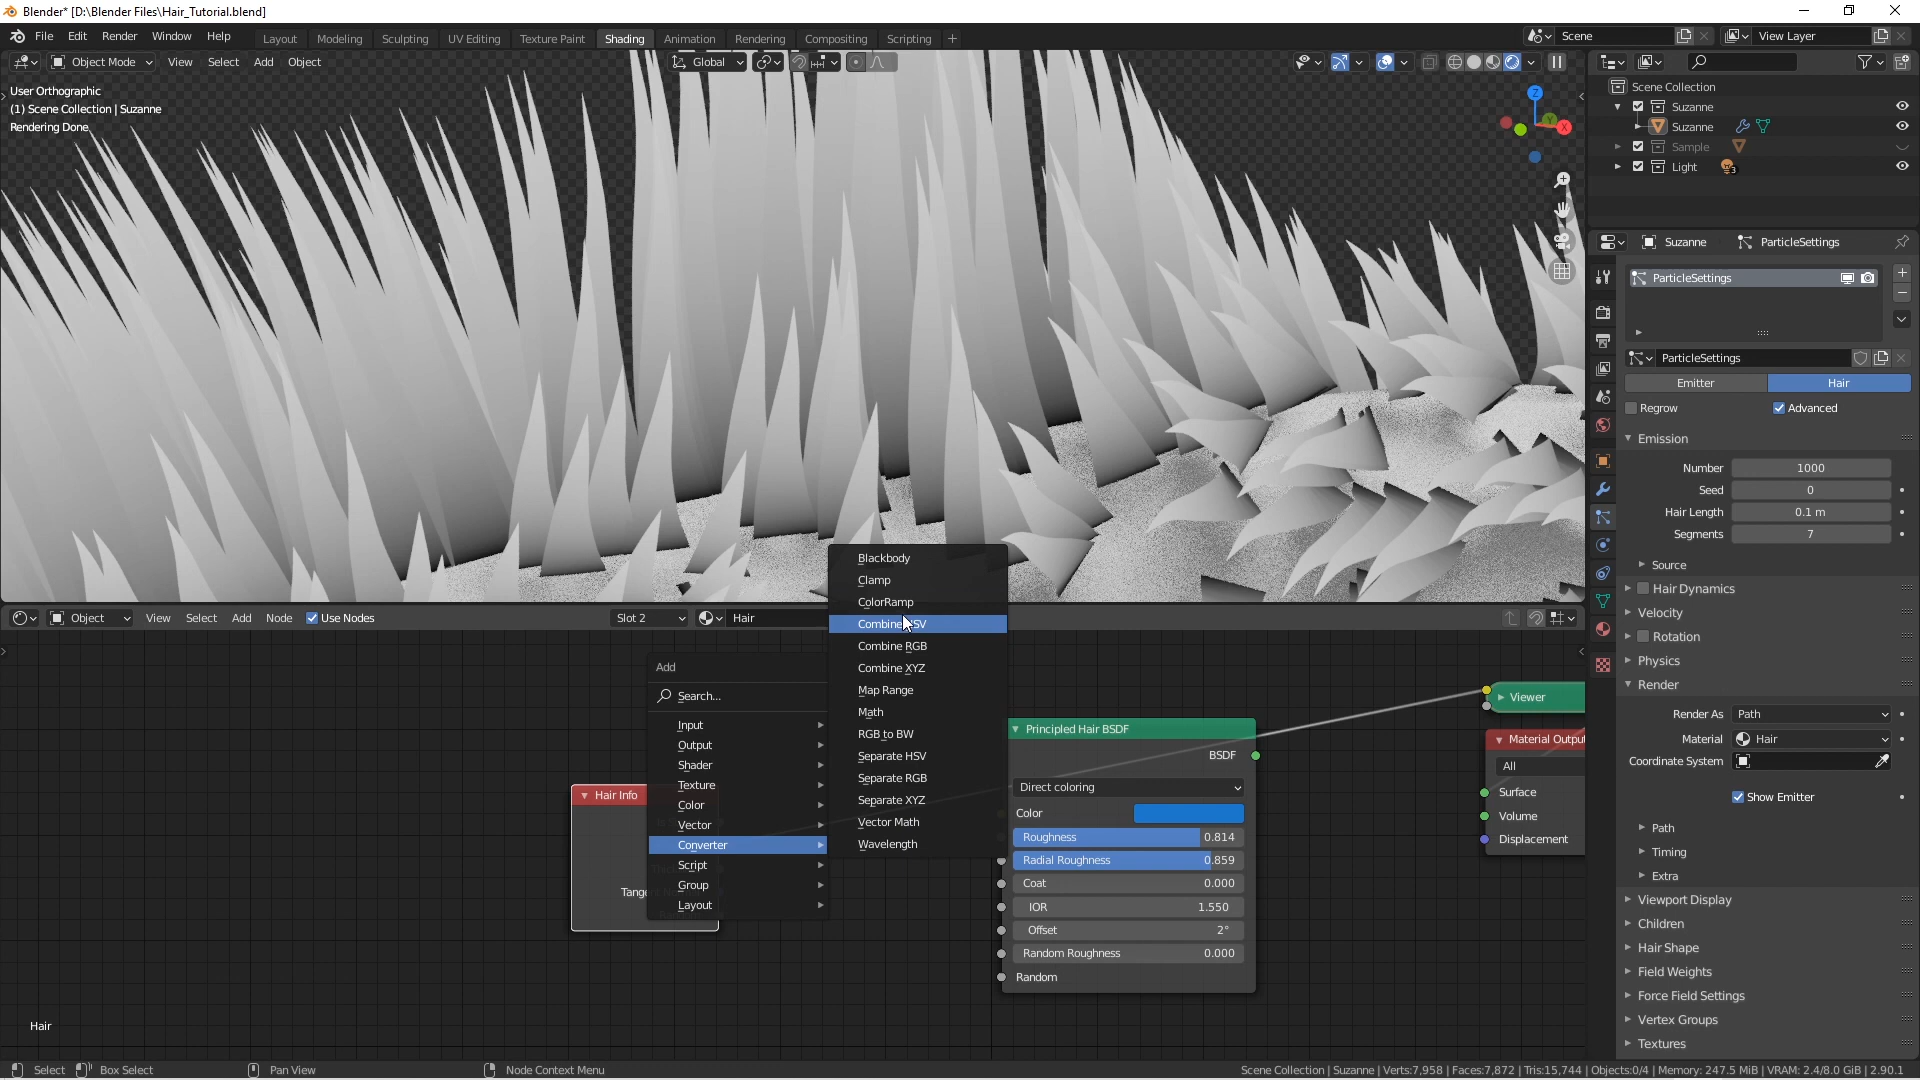 Blender* [D:\Blender Files\Hair_Tutorial.blend]
File Edit Render Window Help Layout Modeling Sculpting UV Editing Texture Paint Shading Animation Rendering Compositing Scripting + Scene View Layer
Object Mode View Select Add Object Global
User Orthographic
(1) Scene Collection | Suzanne
Rendering Done
Z
Y
X
Scene Collection
Suzanne
Suzanne
Sample
Light 3
Suzanne ParticleSettings
ParticleSettings
ParticleSettings
Emitter Hair
Regrow Advanced
Emission
Number 1000
Seed 0
Hair Length 0.1 m
Segments 7
Source
Hair Dynamics
Velocity
Rotation
Physics
Render
Render As Path
Material Hair
Coordinate System
Show Emitter
Path
Timing
Extra
Viewport Display
Children
Hair Shape
Field Weights
Force Field Settings
Vertex Groups
Textures
Object View Select Add Node Use Nodes Slot 2 Hair
Add
Search...
Input
Output
Shader
Texture
Color
Vector
Converter
Script
Group
Layout
Blackbody
Clamp
ColorRamp
Combine SV
Combine RGB
Combine XYZ
Map Range
Math
RGB to BW
Separate HSV
Separate RGB
Separate XYZ
Vector Math
Wavelength
Hair Info
Principled Hair BSDF
BSDF
Direct coloring
Color
Roughness 0.814
Radial Roughness 0.859
Coat 0.000
IOR 1.550
Offset 2°
Random Roughness 0.000
Random
Viewer
Material Output
All
Surface
Volume
Displacement
Hair
Select Box Select Pan View Node Context Menu
Scene Collection | Suzanne | Verts:7,958 | Faces:7,872 | Tris:15,744 | Objects:0/4 | Memory: 247.5 MiB | VRAM: 2.4/8.0 GiB | 2.90.1